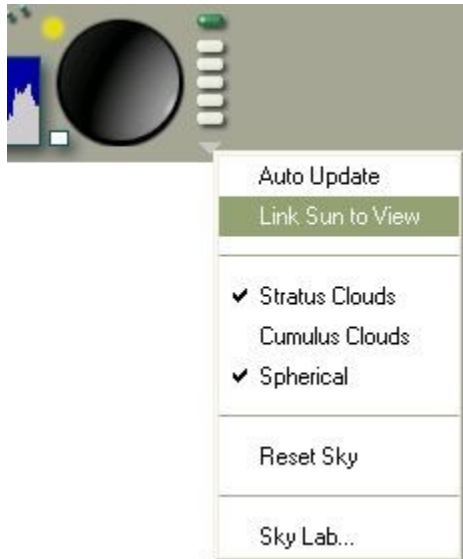 Auto Update
Link Sun to View
Stratus Clouds
Cumulus Clouds
Spherical
Reset Sky
Sky Lab...